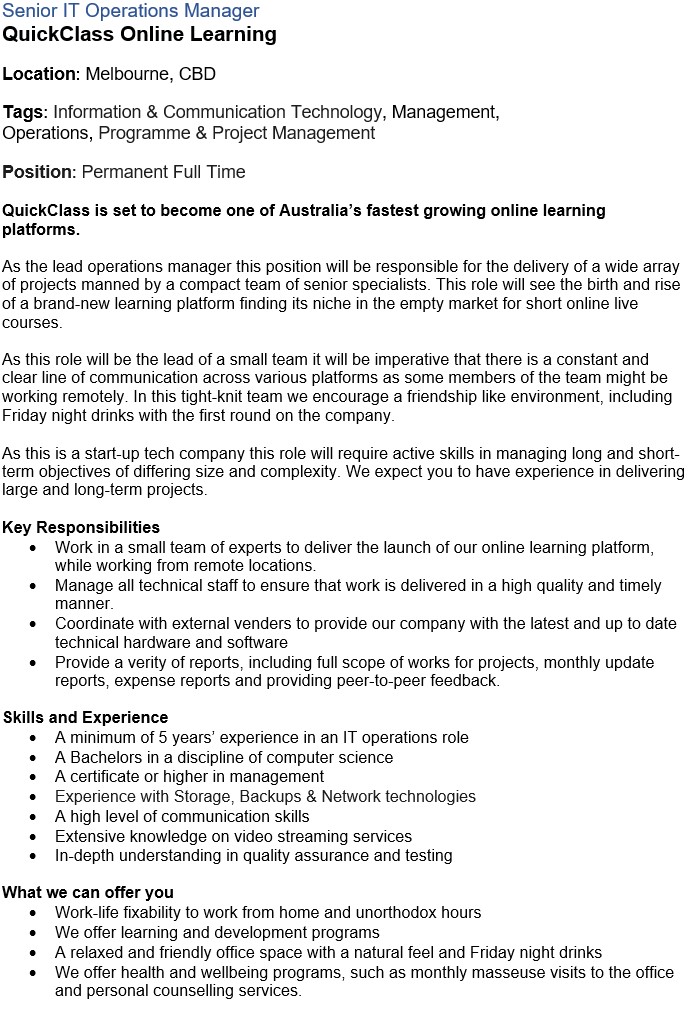 Senior IT Operations Manager
QuickClass Online Learning
Location: Melbourne, CBD
Tags: Information & Communication Technology, Management,
Operations, Programme & Project Management
Position: Permanent Full Time
QuickClass is set to become one of Australia’s fastest growing online learning
platforms.
As the lead operations manager this position will be responsible for the delivery of a wide array
of projects manned by a compact team of senior specialists. This role will see the birth and rise
of a brand-new learning platform finding its niche in the empty market for short online live
courses.
As this role will be the lead of a small team it will be imperative that there is a constant and
clear line of communication across various platforms as some members of the team might be
working remotely. In this tight-knit team we encourage a friendship like environment, including
Friday night drinks with the first round on the company.
As this is a start-up tech company this role will require active skills in managing long and short-
term objectives of differing size and complexity. We expect you to have experience in delivering
large and long-term projects.
Key Responsibilities
• Work in a small team of experts to deliver the launch of our online learning platform,
while working from remote locations.
• Manage all technical staff to ensure that work is delivered in a high quality and timely
manner.
• Coordinate with external venders to provide our company with the latest and up to date
technical hardware and software
• Provide a verity of reports, including full scope of works for projects, monthly update
reports, expense reports and providing peer-to-peer feedback.
Skills and Experience
• A minimum of 5 years’ experience in an IT operations role
• A Bachelors in a discipline of computer science
• A certificate or higher in management
• Experience with Storage, Backups & Network technologies
• A high level of communication skills
• Extensive knowledge on video streaming services
• In-depth understanding in quality assurance and testing
What we can offer you
• Work-life fixability to work from home and unorthodox hours
• We offer learning and development programs
• A relaxed and friendly office space with a natural feel and Friday night drinks
• We offer health and wellbeing programs, such as monthly masseuse visits to the office
and personal counselling services.